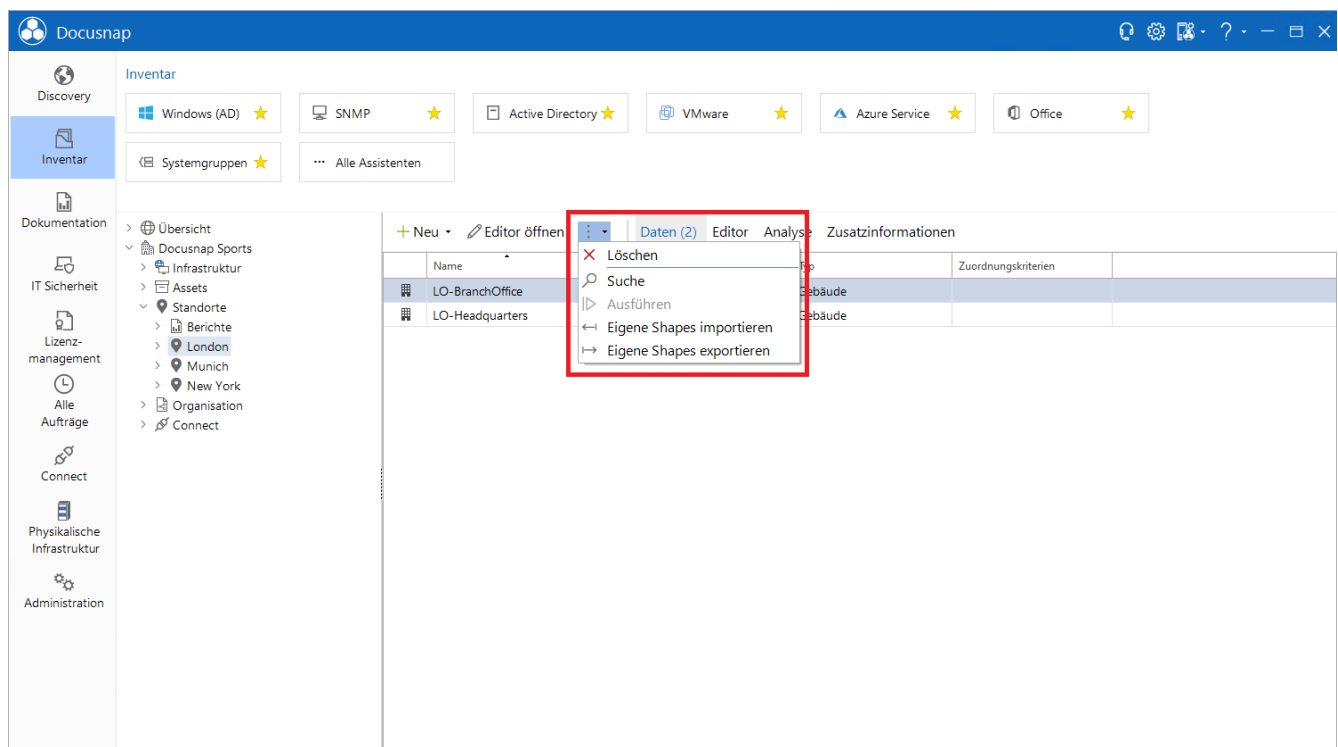 Docusnap
Discovery
Inventar
Dokumentation
IT Sicherheit
Lizenz-
management
Alle
Aufträge
Connect
Physikalische
Infrastruktur
Administration
Inventar
Windows (AD)
SNMP
Active Directory
VMware
Azure Service
Office
Systemgruppen
Alle Assistenten
Übersicht
Docusnap Sports
Infrastruktur
Assets
Standorte
Berichte
London
Munich
New York
Organisation
Connect
Neu
Editor öffnen
Daten (2)
Editor
Analyse
Zusatzinformationen
Name
Typ
Zuordnungskriterien
LO-BranchOffice
Gebäude
LO-Headquarters
Gebäude
Löschen
Suche
Ausführen
Eigene Shapes importieren
Eigene Shapes exportieren